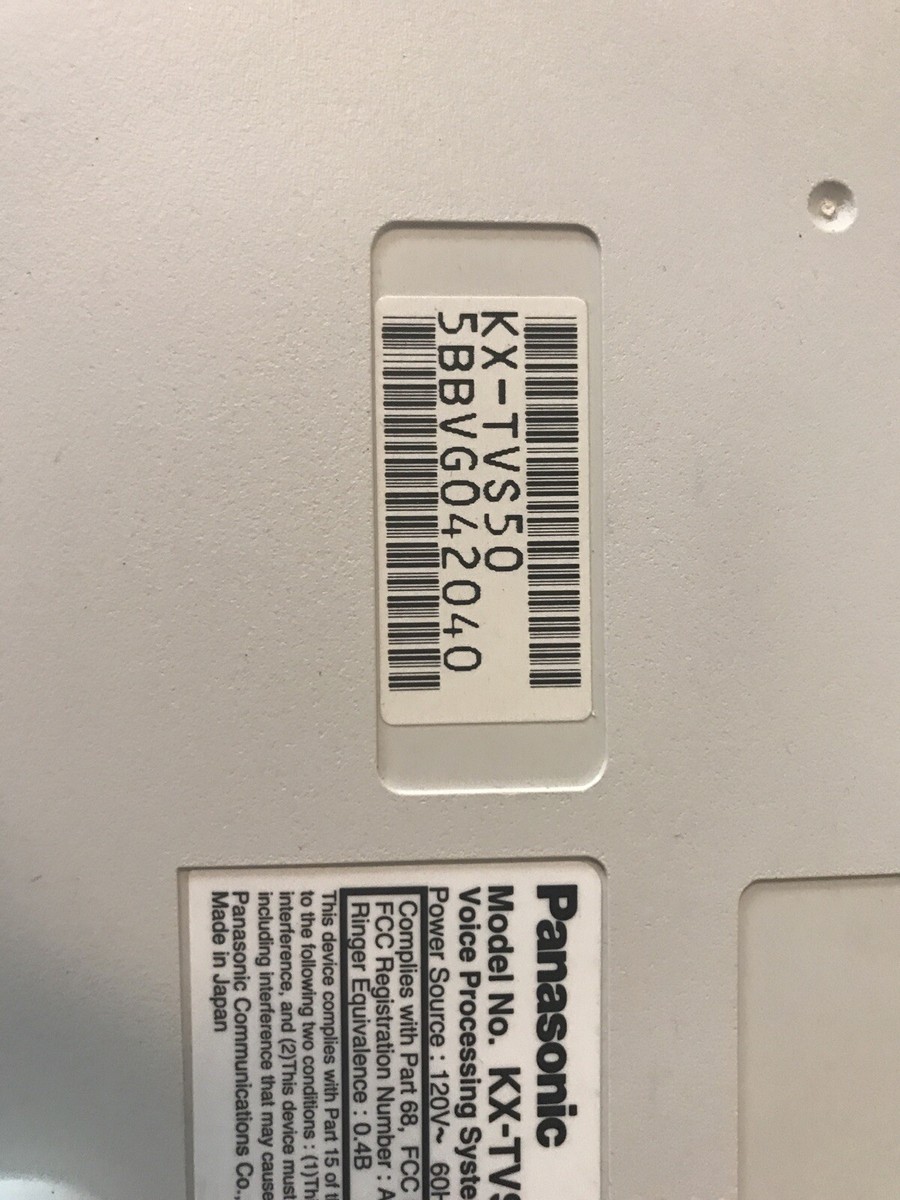 KX-TVS50
5BBVG042040
Panasonic
Model No. KX-TVS
Voice Processing Syste
Power Source : 120V~ 60H
Complies with Part 68, FCC
FCC Registration Number : A
Ringer Equivalence : 0.4B
This device complies with Part 15 of t
to the following two conditions : (1)Thi
interference, and (2)This device must
including interference that may cause
Panasonic Communications Co.,
Made in Japan